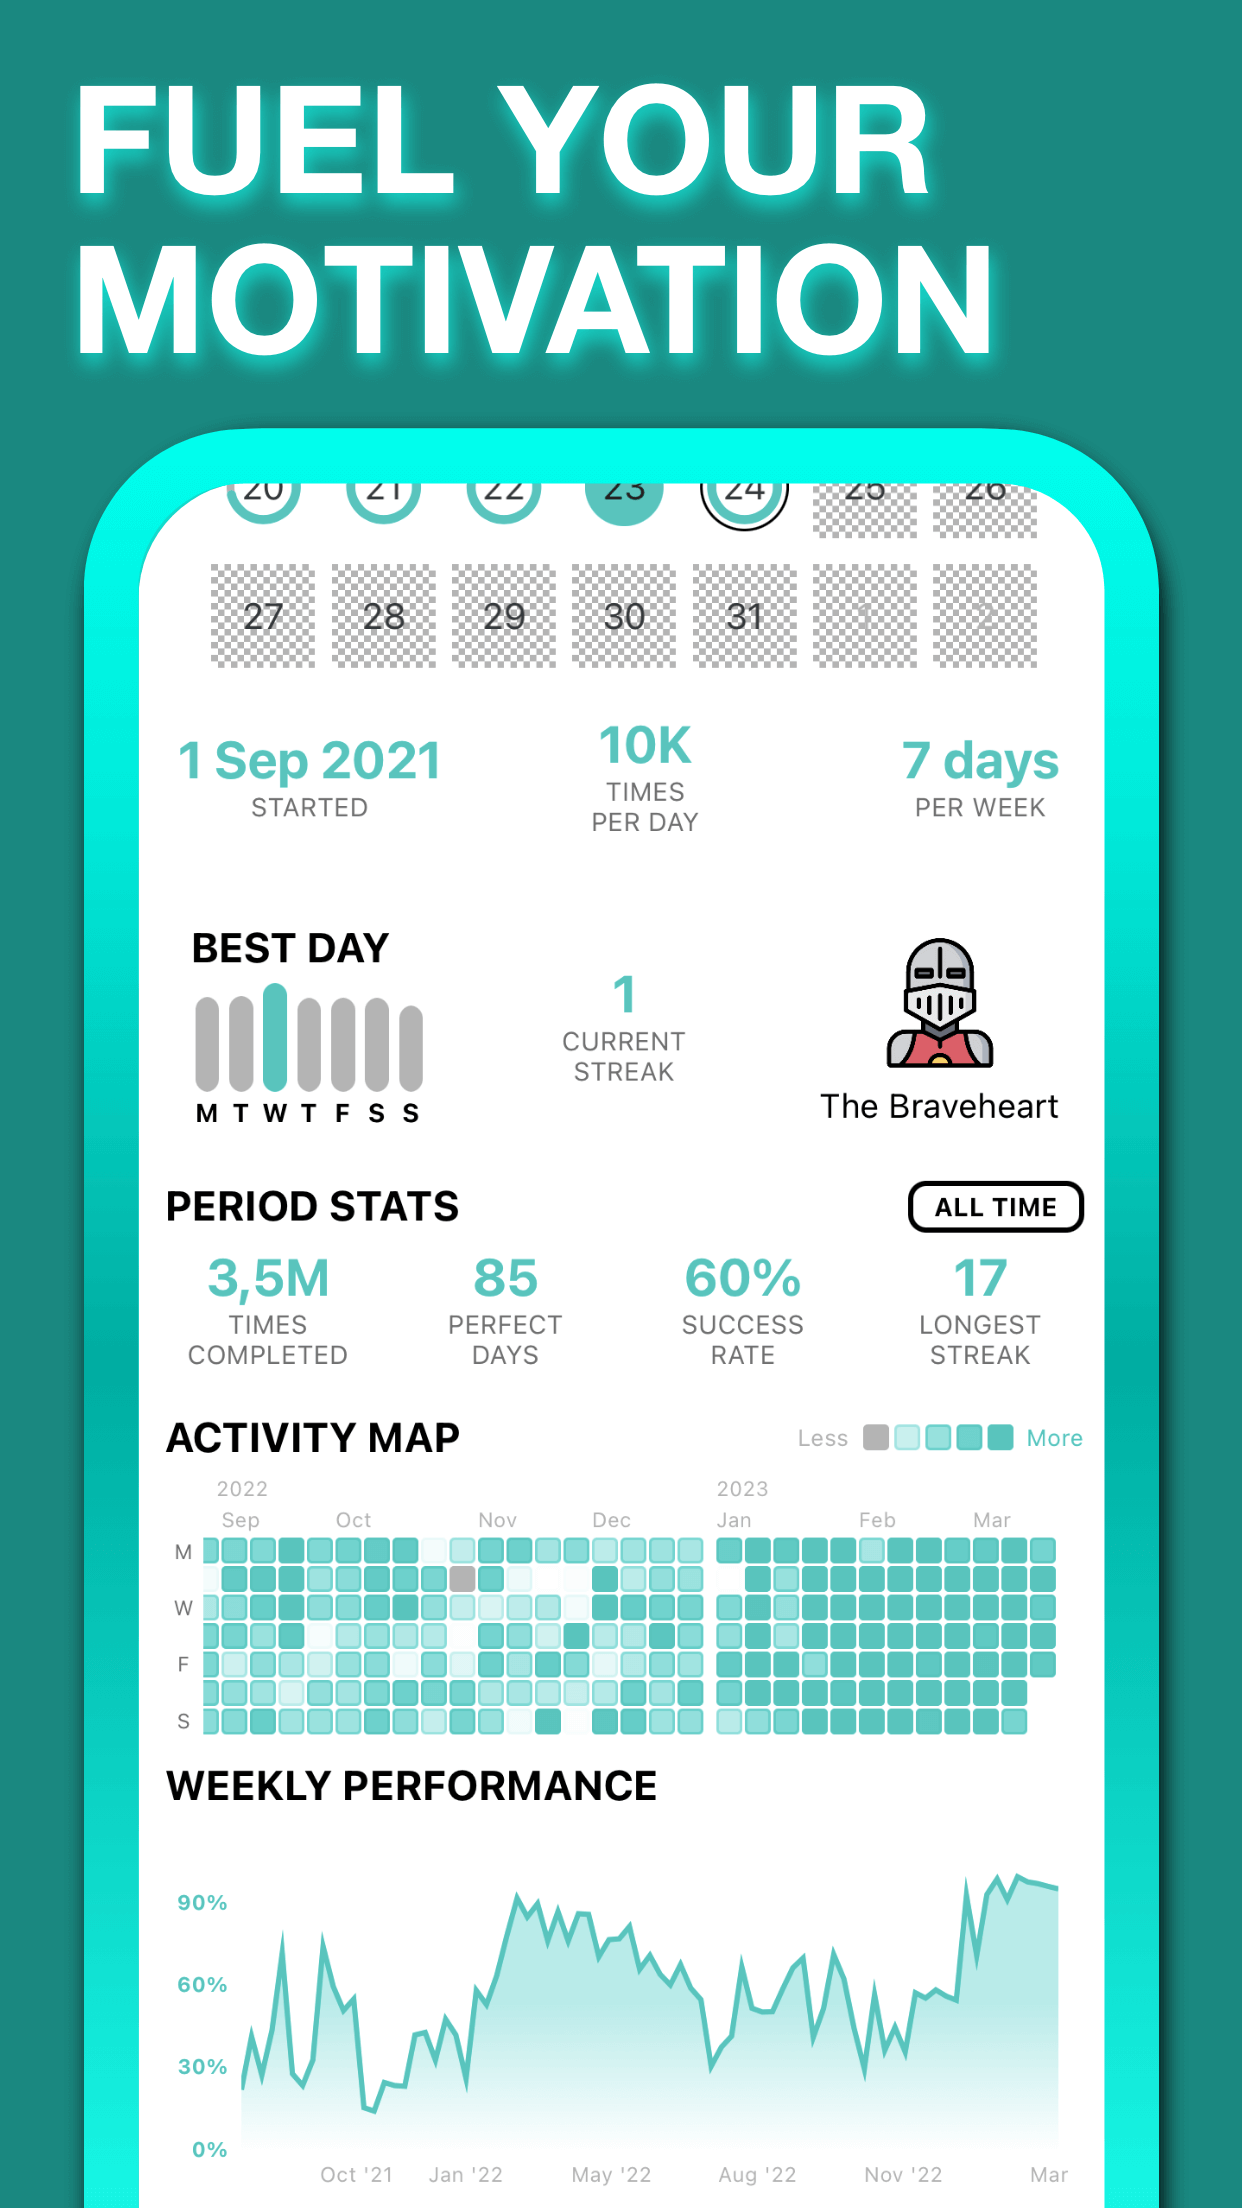 FUEL YOUR
MOTIVATION
20 21 22 23 24 25 26
27 28 29 30 31 1 2
1 Sep 2021
STARTED
10K
TIMES
PER DAY
7 days
PER WEEK
BEST DAY
M T W T F S S
1
CURRENT
STREAK
The Braveheart
PERIOD STATS
ALL TIME
3,5M
TIMES
COMPLETED
85
PERFECT
DAYS
60%
SUCCESS
RATE
17
LONGEST
STREAK
ACTIVITY MAP
Less More
2022 2023
Sep Oct Nov Dec Jan Feb Mar
M
W
F
S
WEEKLY PERFORMANCE
90%
60%
30%
0%
Oct '21 Jan '22 May '22 Aug '22 Nov '22 Mar